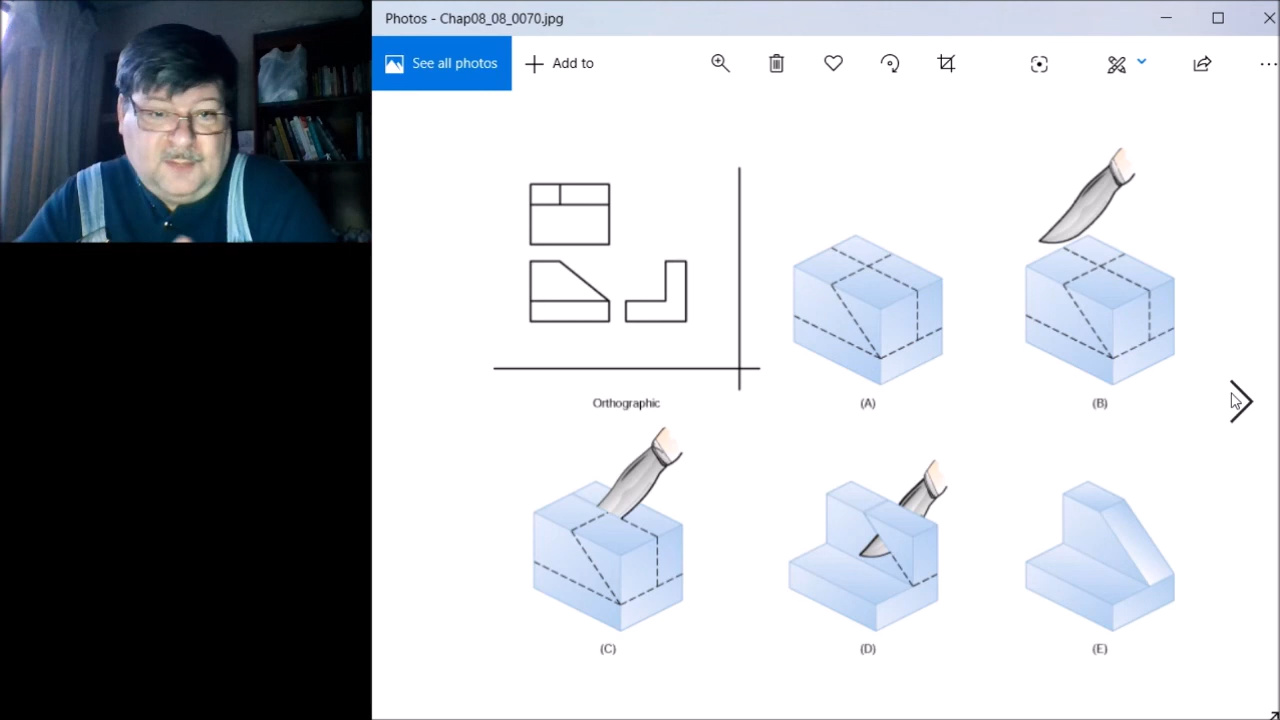 Photos - Chap08_08_0070.jpg
See all photos
Add to
Orthographic
(A)
(B)
(C)
(D)
(E)